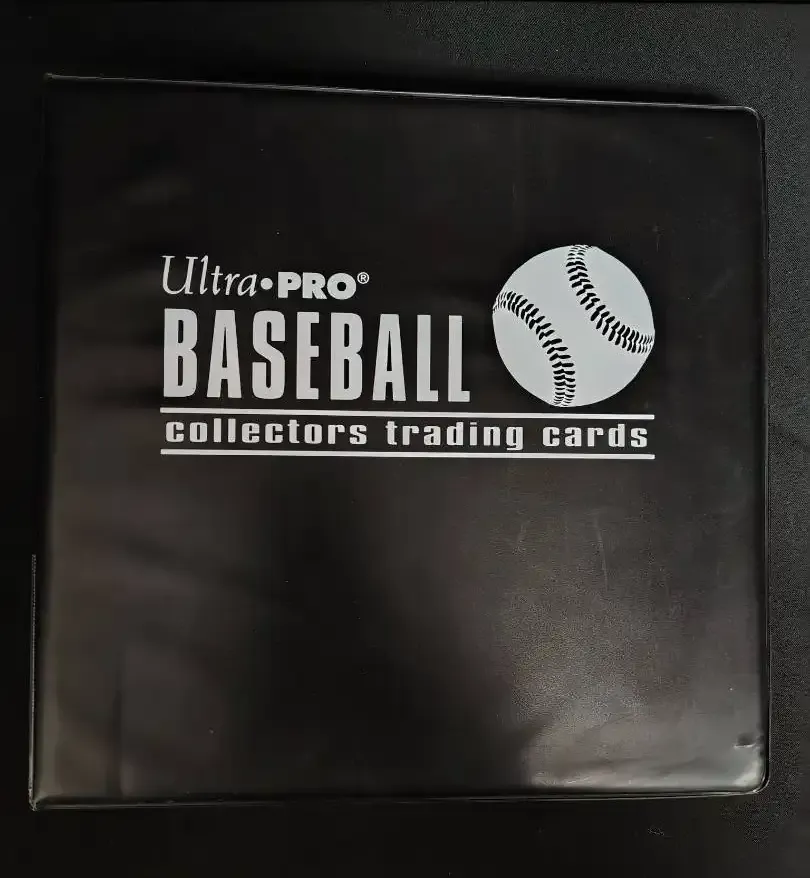 Ultra•PRO®
BASEBALL
collectors trading cards